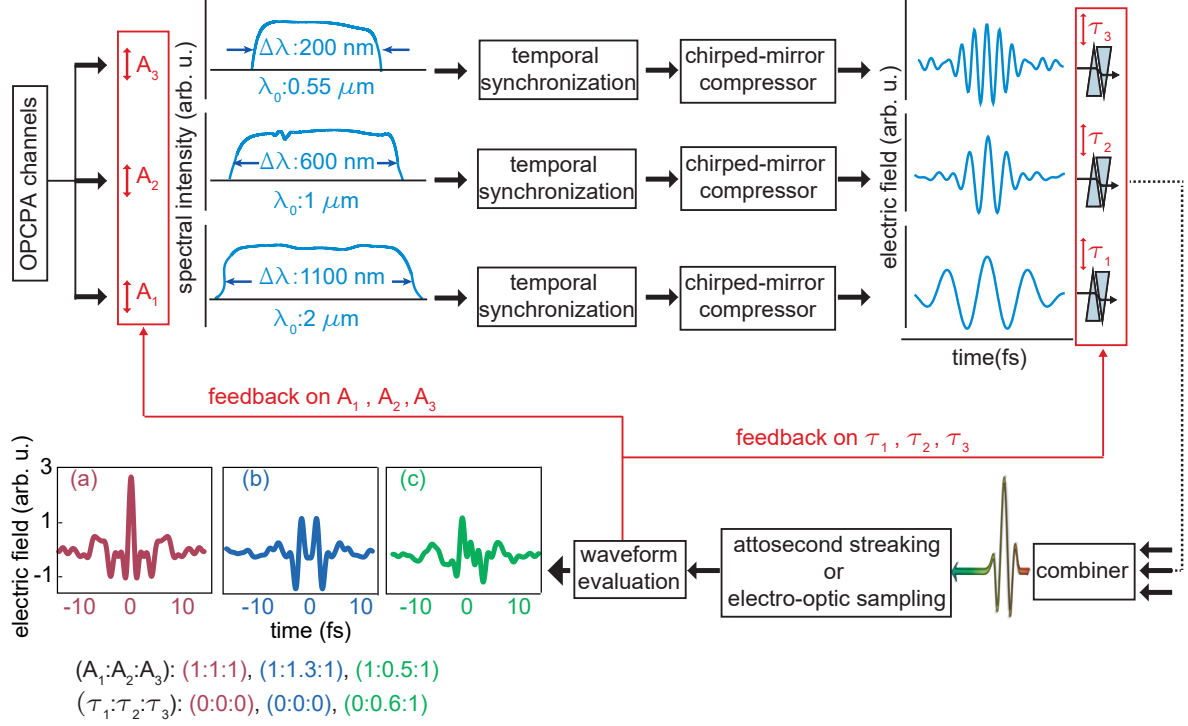 OPCPA channels
A₃
A₂
A₁
spectral intensity (arb. u.)
Δλ:200 nm
λ₀:0.55 μm
Δλ:600 nm
λ₀:1 μm
Δλ:1100 nm
λ₀:2 μm
temporal
synchronization
chirped-mirror
compressor
temporal
synchronization
chirped-mirror
compressor
temporal
synchronization
chirped-mirror
compressor
electric field (arb. u.)
time(fs)
τ₃
τ₂
τ₁
feedback on A₁ , A₂ , A₃
feedback on τ₁ , τ₂ , τ₃
electric field (arb. u.)
3
1
-1
(a)
(b)
(c)
-10 0 10
-10 0 10
-10 0 10
time (fs)
waveform
evaluation
attosecond streaking
or
electro-optic sampling
combiner
(A₁:A₂:A₃): (1:1:1), (1:1.3:1), (1:0.5:1)
(τ₁:τ₂:τ₃): (0:0:0), (0:0:0), (0:0.6:1)